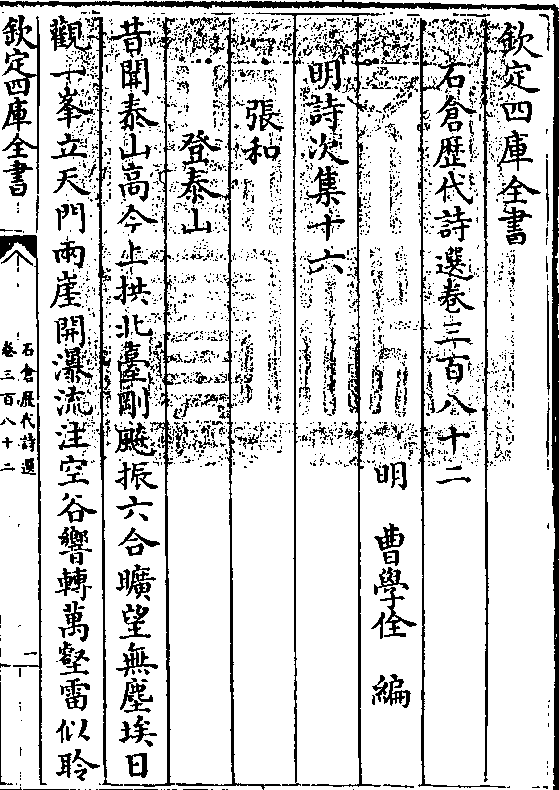 欽定四庫全書
石倉歴代詩選卷三百八十二
明　曹學佺　編
明詩次集十六
張和
登泰山
昔聞泰山高今上拱北臺剛飈振六合曠望無塵埃日
觀一峯立天門兩崖開瀑流注空谷響轉萬壑雷似聆
欽定四庫全書
石倉歴代詩選
卷三百八十二
一